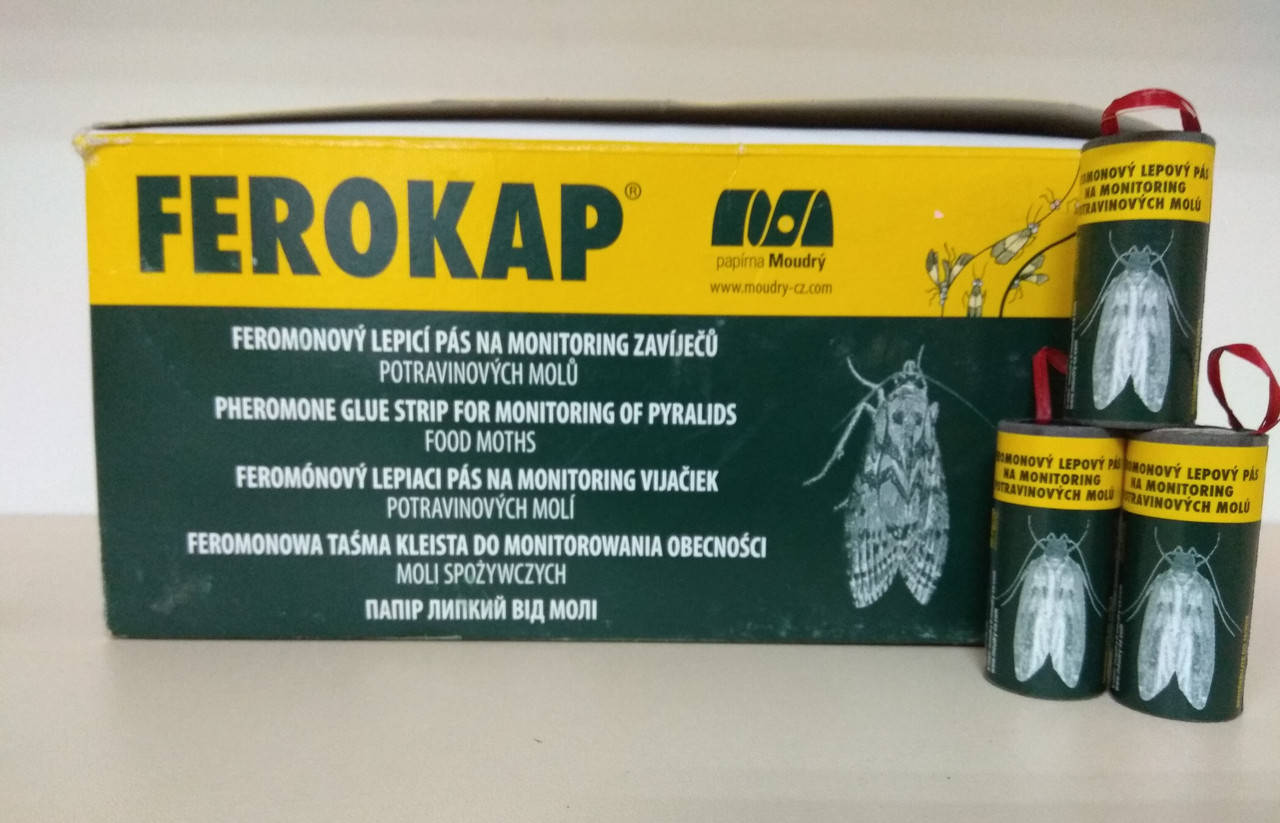 FEROKAP®
papírna Moudrý
www.moudry-cz.com
FEROMONOVÝ LEPICÍ PÁS NA MONITORING ZAVÍJEČŮ
POTRAVINOVÝCH MOLŮ
PHEROMONE GLUE STRIP FOR MONITORING OF PYRALIDS
FOOD MOTHS
FEROMÓNOVÝ LEPIACI PÁS NA MONITORING VIJAČIEK
POTRAVINOVÝCH MOLÍ
FEROMONOWA TAŚMA KLEISTA DO MONITOROWANIA OBECNOŚCI
MOLI SPOŻYWCZYCH
ПАПІР ЛИПКИЙ ВІД МОЛІ
LEPOVÝ PÁS
NA MONITORING
POTRAVINOVÝCH MOLŮ
LEPOVÝ PÁS
NA MONITORING
POTRAVINOVÝCH MOLŮ
LEPOVÝ PÁS
NA MONITORING
POTRAVINOVÝCH MOLŮ